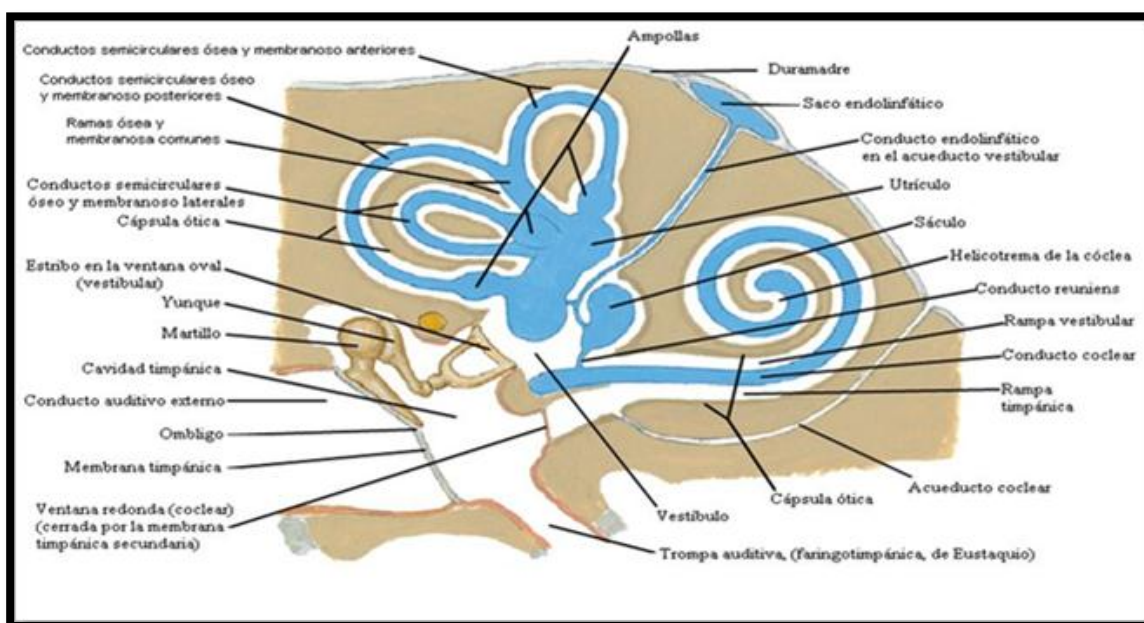 Conductos semicirculares ósea y membranoso anteriores
Conductos semicirculares óseo
y membranoso posteriores
Ramas ósea y
membranosa comunes
Conductos semicirculares
óseo y membranoso laterales
Cápsula ótica
Estribo en la ventana oval
(vestibular)
Yunque
Martillo
Cavidad timpánica
Conducto auditivo externo
Ombligo
Membrana timpánica
Ventana redonda (coclear)
(cerrada por la membrana
timpánica secundaria)
Ampollas
Duramadre
Saco endolinfático
Conducto endolinfático
en el acueducto vestibular
Utrículo
Sáculo
Helicotrema de la cóclea
Conducto reuniens
Rampa vestibular
Conducto coclear
Rampa
timpánica
Acueducto coclear
Cápsula ótica
Vestíbulo
Trompa auditiva, (faringotimpánica, de Eustaquio)